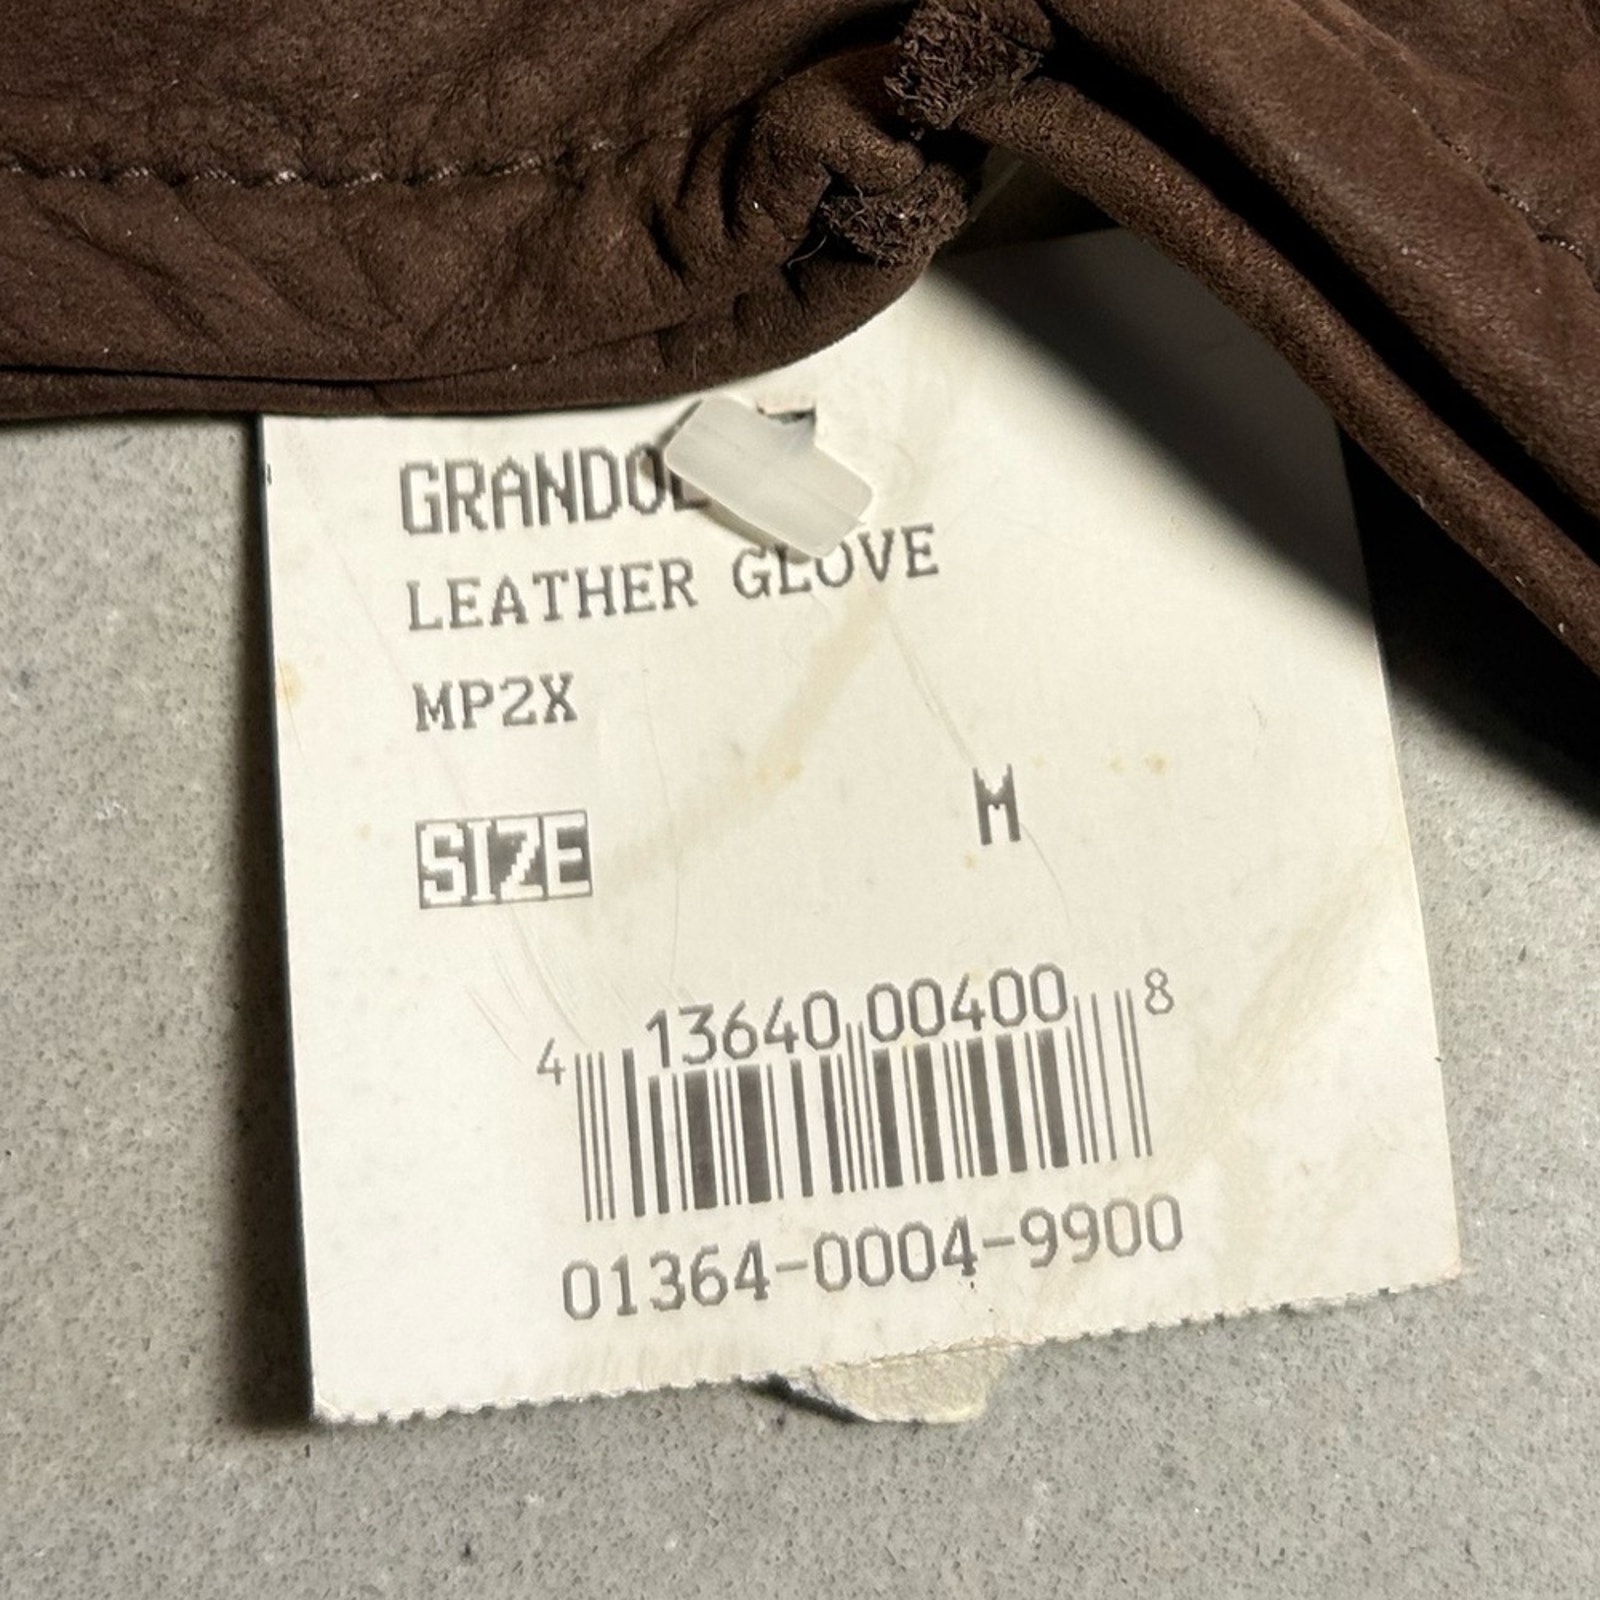 LEATHER GLOVE
MP2X
SIZE M
4 13640 00400 8
01364-0004-9900